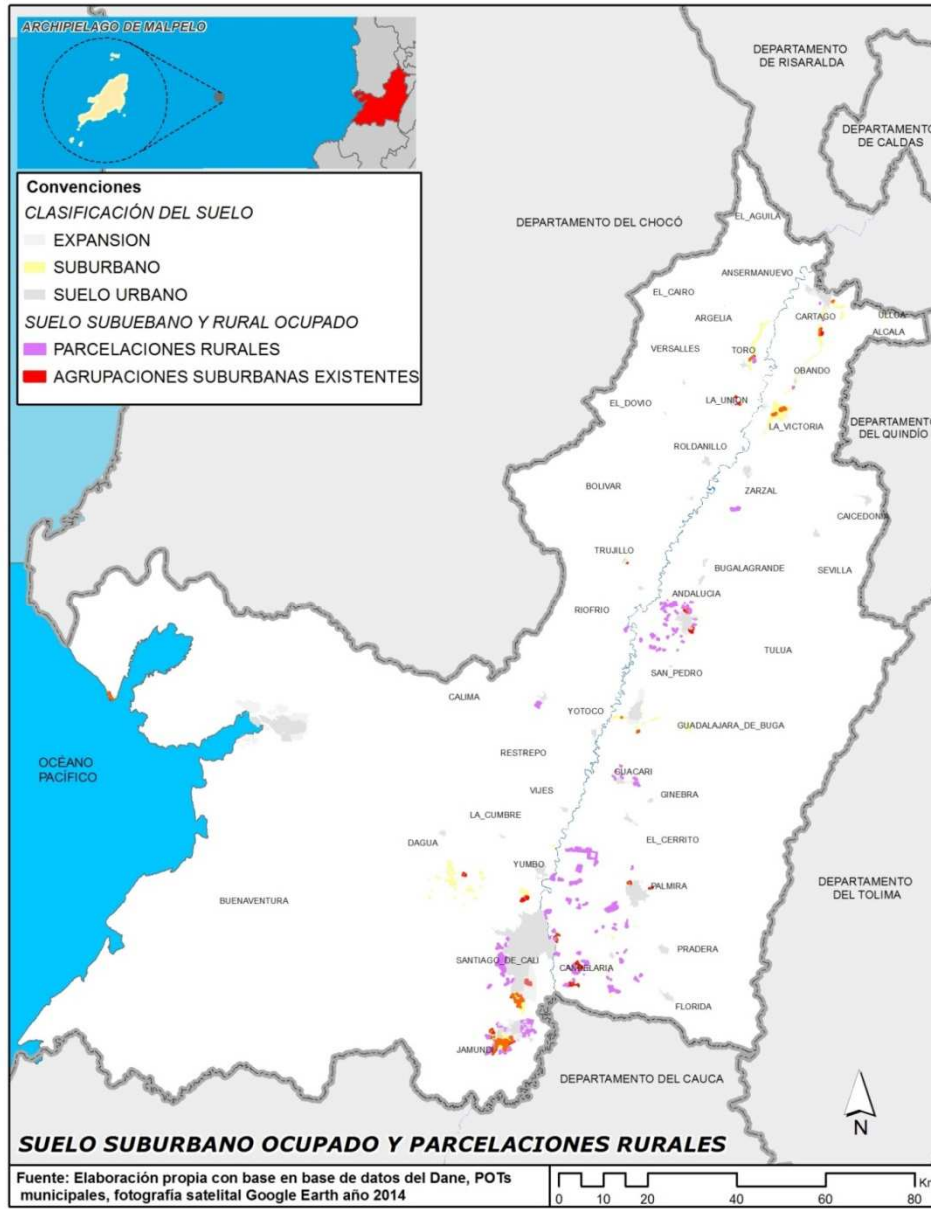 ARCHIPIELAGO DE MALPELO
Convenciones
CLASIFICACIÓN DEL SUELO
EXPANSION
SUBURBANO
SUELO URBANO
SUELO SUBUEBANO Y RURAL OCUPADO
PARCELACIONES RURALES
AGRUPACIONES SUBURBANAS EXISTENTES
DEPARTAMENTO
DE RISARALDA
DEPARTAMENTO
DE CALDAS
DEPARTAMENTO DEL CHOCÓ
EL_AGUILA
ANSERMANUEVO
EL_CAIRO
ARGELIA
CARTAGO
ULLOA
ALCALA
VERSALLES
TORO
OBANDO
EL_DOVIO
LA_UNION
LA_VICTORIA
DEPARTAMENTO
DEL QUINDÍO
ROLDANILLO
BOLIVAR
ZARZAL
CAICEDONIA
TRUJILLO
BUGALAGRANDE
SEVILLA
ANDALUCIA
RIOFRIO
TULUA
SAN_PEDRO
CALIMA
YOTOCO
GUADALAJARA_DE_BUGA
OCÉANO
PACÍFICO
RESTREPO
GUACARI
VIJES
GINEBRA
LA_CUMBRE
DAGUA
EL_CERRITO
YUMBO
PALMIRA
DEPARTAMENTO
DEL TOLIMA
BUENAVENTURA
PRADERA
SANTIAGO_DE_CALI
CANDELARIA
FLORIDA
JAMUNDI
DEPARTAMENTO DEL CAUCA
N
SUELO SUBURBANO OCUPADO Y PARCELACIONES RURALES
Fuente: Elaboración propia con base en base de datos del Dane, POTs
municipales, fotografía satelital Google Earth año 2014
Km
0 10 20 40 60 80